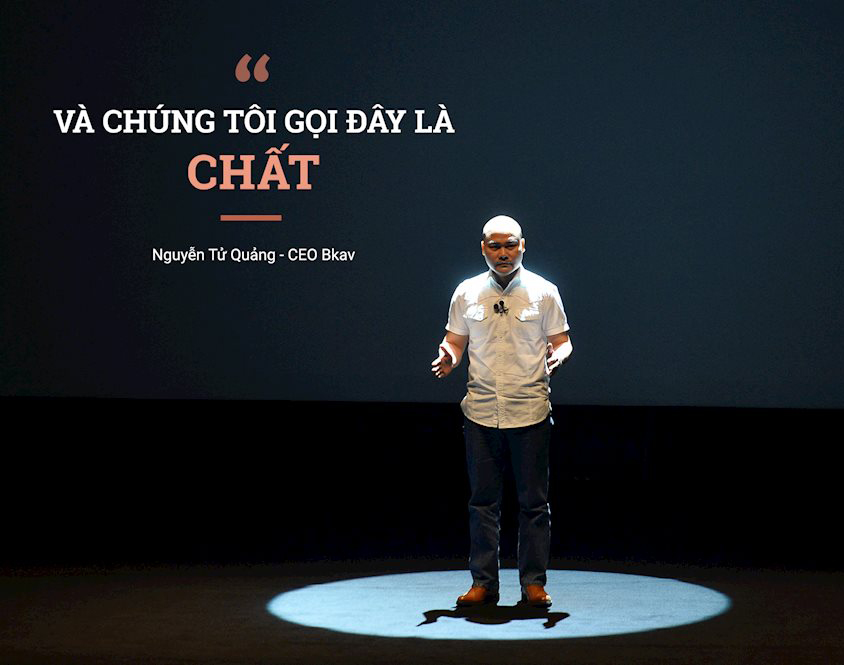 “
VÀ CHÚNG TÔI GỌI ĐÂY LÀ
CHẤT
Nguyễn Tử Quảng - CEO Bkav